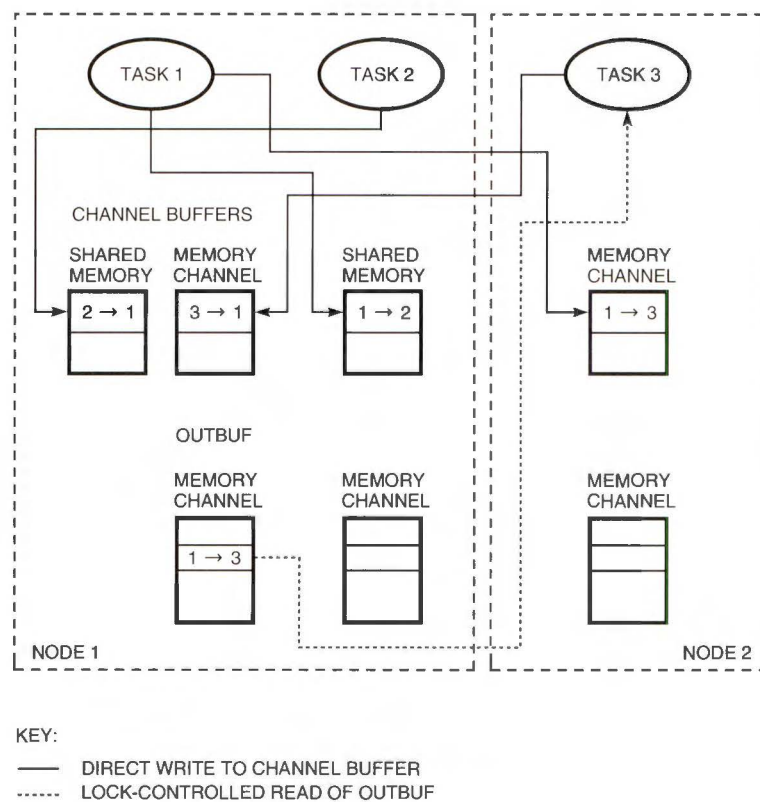 TASK 1
TASK 2
TASK 3
CHANNEL BUFFERS
SHARED
MEMORY
MEMORY
CHANNEL
SHARED
MEMORY
MEMORY
CHANNEL
2 → 1
3 → 1
1 → 2
1 → 3
OUTBUF
MEMORY
CHANNEL
MEMORY
CHANNEL
MEMORY
CHANNEL
1 → 3
NODE 1
NODE 2
KEY:
DIRECT WRITE TO CHANNEL BUFFER
LOCK-CONTROLLED READ OF OUTBUF